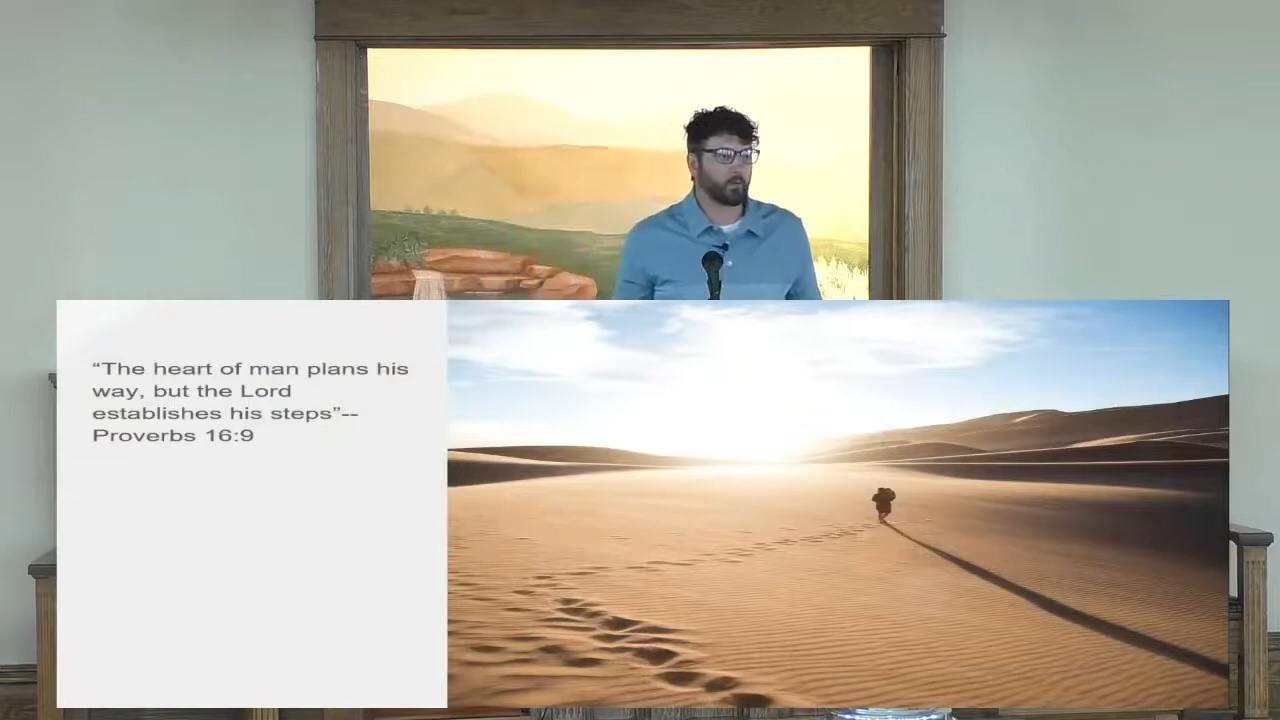 “The heart of man plans his
way, but the Lord
establishes his steps”--
Proverbs 16:9